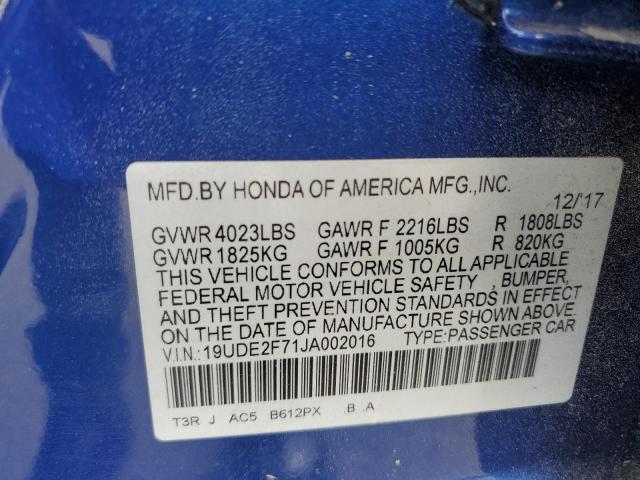 MFD.BY HONDA OF AMERICA MFG.,INC. 12/'17
GVWR 4023LBS GAWR F 2216LBS R 1808LBS
GVWR 1825KG GAWR F 1005KG R 820KG
THIS VEHICLE CONFORMS TO ALL APPLICABLE
FEDERAL MOTOR VEHICLE SAFETY , BUMPER,
AND THEFT PREVENTION STANDARDS IN EFFECT
ON THE DATE OF MANUFACTURE SHOWN ABOVE.
V.I.N.: 19UDE2F71JA002016 TYPE:PASSENGER CAR
T3R J AC5 B612PX .B .A